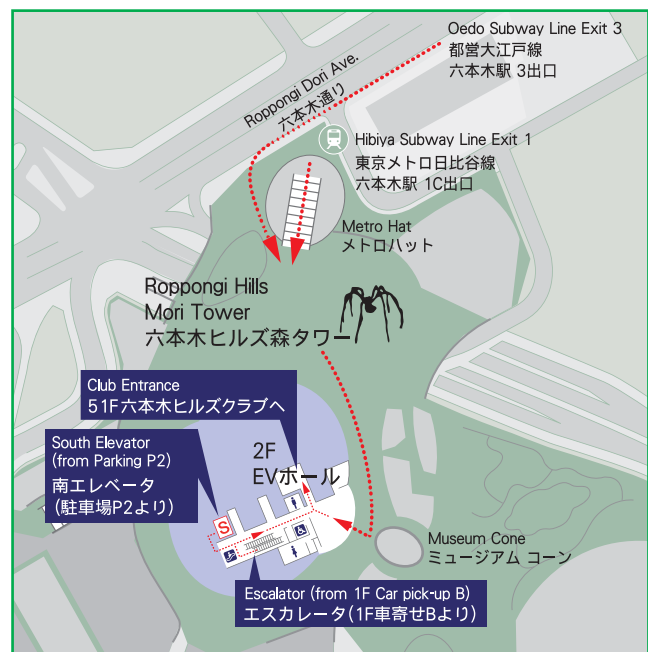 Oedo Subway Line Exit 3
都営大江戸線
六本木駅 3出口
Roppongi Dori Ave.
六本木通り
Hibiya Subway Line Exit 1
東京メトロ日比谷線
六本木駅 1C出口
Metro Hat
メトロハット
Roppongi Hills
Mori Tower
六本木ヒルズ森タワー
Club Entrance
51F六本木ヒルズクラブへ
South Elevator
(from Parking P2)
南エレベータ
(駐車場P2より)
2F
EVホール
S
Museum Cone
ミュージアム コーン
Escalator (from 1F Car pick-up B)
エスカレータ(1F車寄せBより)